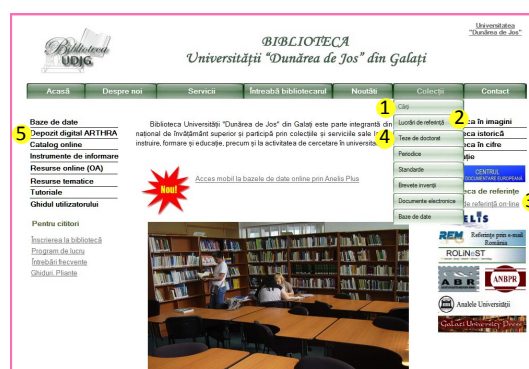 Biblioteca
UDJG
BIBLIOTECA
Universității "Dunărea de Jos" din Galați
Universitatea
"Dunărea de Jos"
Acasă
Despre noi
Servicii
Întreabă bibliotecarul
Noutăți
Colecții
Contact
1 Cărți
Lucrări de referință 2
4 Teze de doctorat
Periodice
Standarde
Brevete invenții
Documente electronice
Baze de date
Baze de date
5 Depozit digital ARTHRA
Catalog online
Instrumente de informare
Resurse online (OA)
Resurse tematice
Tutoriale
Ghidul utilizatorului
Pentru cititori
Înscrierea la bibliotecă
Program de lucru
Întrebări frecvente
Ghiduri. Pliante
Biblioteca Universității "Dunărea de Jos" din Galați este parte integrantă din
național de învățământ superior și participă prin colecțiile și serviciile sale
instruire, formare și educație, precum și la activitatea de cercetare în
Nou!
Acces mobil la bazele de date online prin Anelis Plus
ca în imagini
ca istorică
ca în cifre
ție
CENTRUL
DOCUMENTARE EUROPEANĂ
eca de referințe
de referință on-line 3
REM
Referințe prin e-mail
România
ROLiNeST
ABR
ANBPR
Analele Universității
Galati University Press